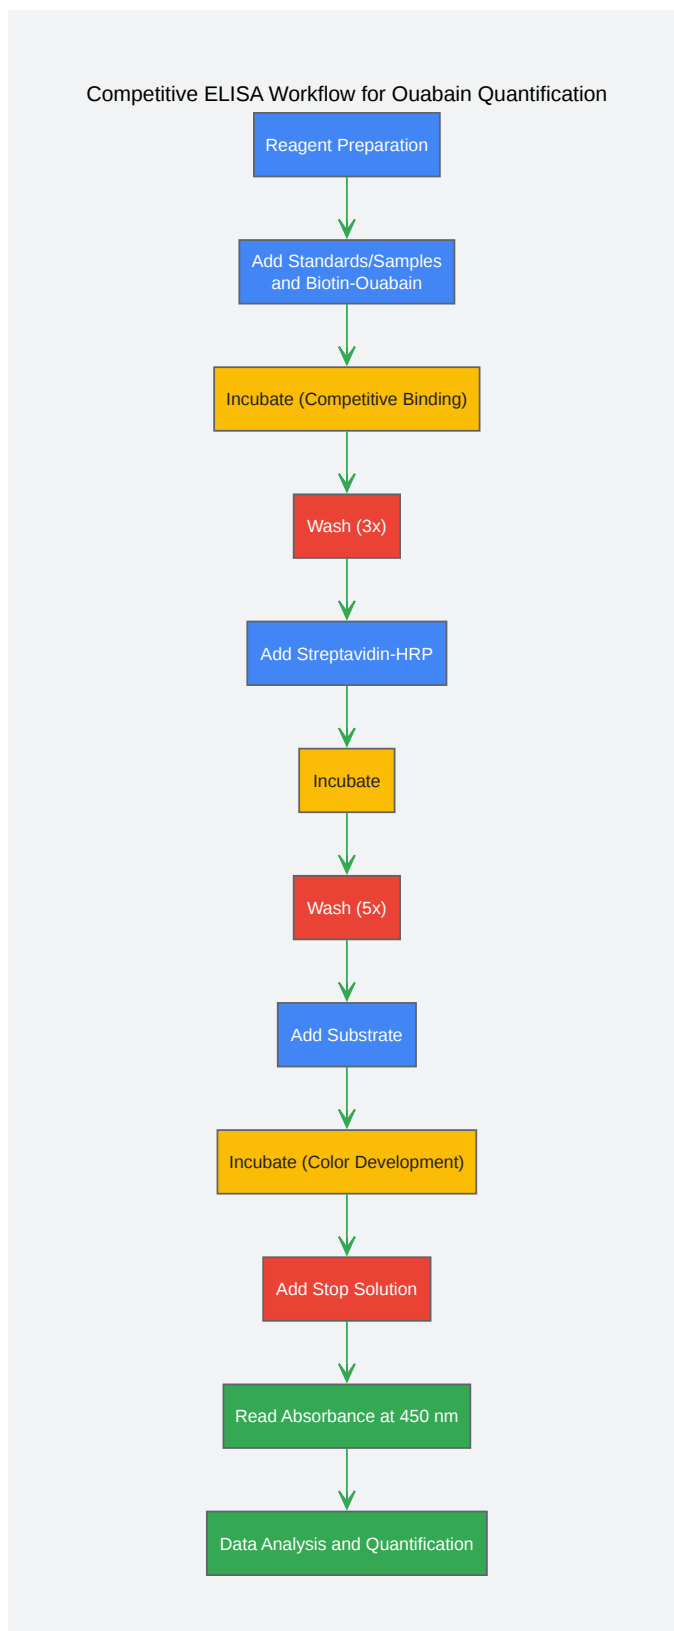 Competitive ELISA Workflow for Ouabain Quantification
Reagent Preparation
Add Standards/Samples
and Biotin-Ouabain
Incubate (Competitive Binding)
Wash (3x)
Add Streptavidin-HRP
Incubate
Wash (5x)
Add Substrate
Incubate (Color Development)
Add Stop Solution
Read Absorbance at 450 nm
Data Analysis and Quantification